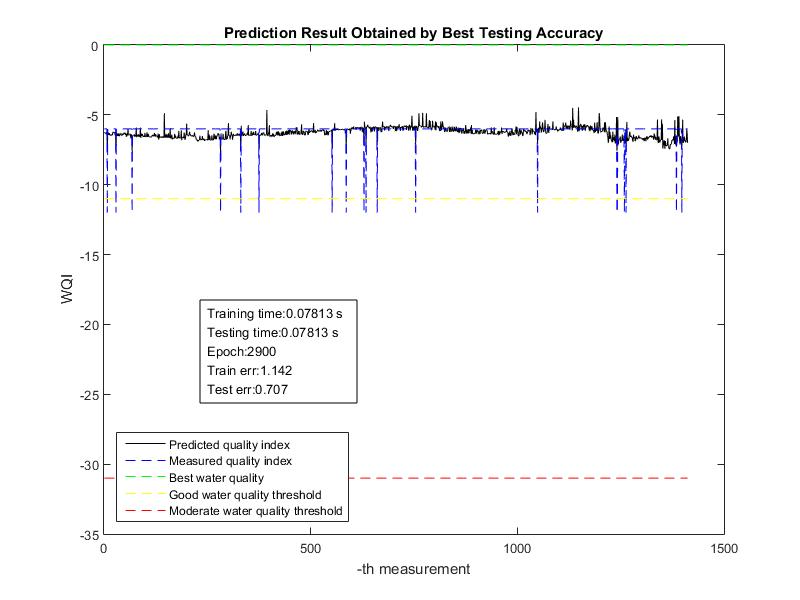 Prediction Result Obtained by Best Testing Accuracy
0
-5
-10
-15
-20
-25
-30
-35
WQI
Training time:0.07813 s
Testing time:0.07813 s
Epoch:2900
Train err:1.142
Test err:0.707
Predicted quality index
Measured quality index
Best water quality
Good water quality threshold
Moderate water quality threshold
0
500
1000
1500
-th measurement